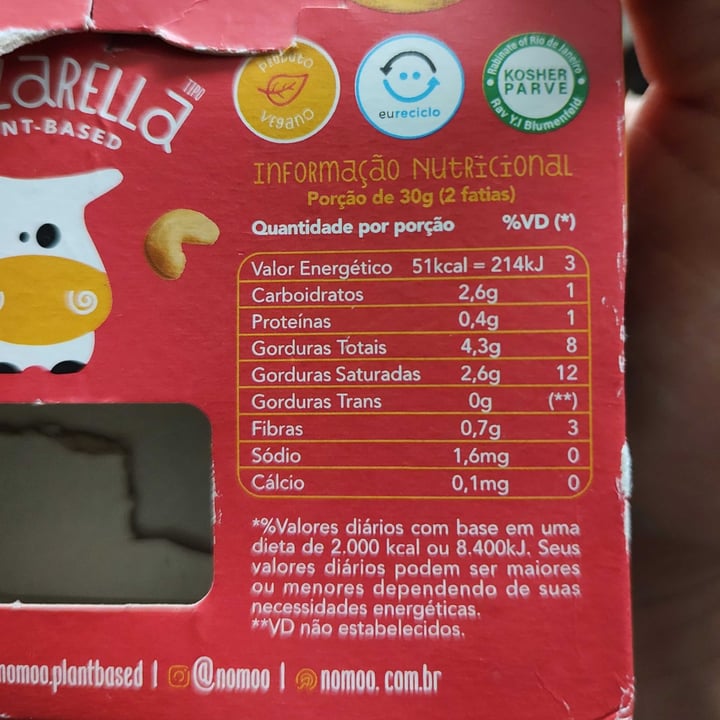 TIPO
PLANT-BASED
PRODUTO
VEGANO
eureciclo
Rabinate of Rio de Janeiro
KOSHER
PARVE
Rav Y.I Blumenfeld
INFORMAÇÃO NUTRICIONAL
Porção de 30g (2 fatias)
Quantidade por porção %VD (*)
Valor Energético 51kcal = 214kJ 3
Carboidratos 2,6g 1
Proteínas 0,4g 1
Gorduras Totais 4,3g 8
Gorduras Saturadas 2,6g 12
Gorduras Trans 0g (**)
Fibras 0,7g 3
Sódio 1,6mg 0
Cálcio 0,1mg 0
*%Valores diários com base em uma
dieta de 2.000 kcal ou 8.400kJ. Seus
valores diários podem ser maiores
ou menores dependendo de suas
necessidades energéticas.
**VD não estabelecidos.
nomoo.plantbased | @nomoo | nomoo.com.br